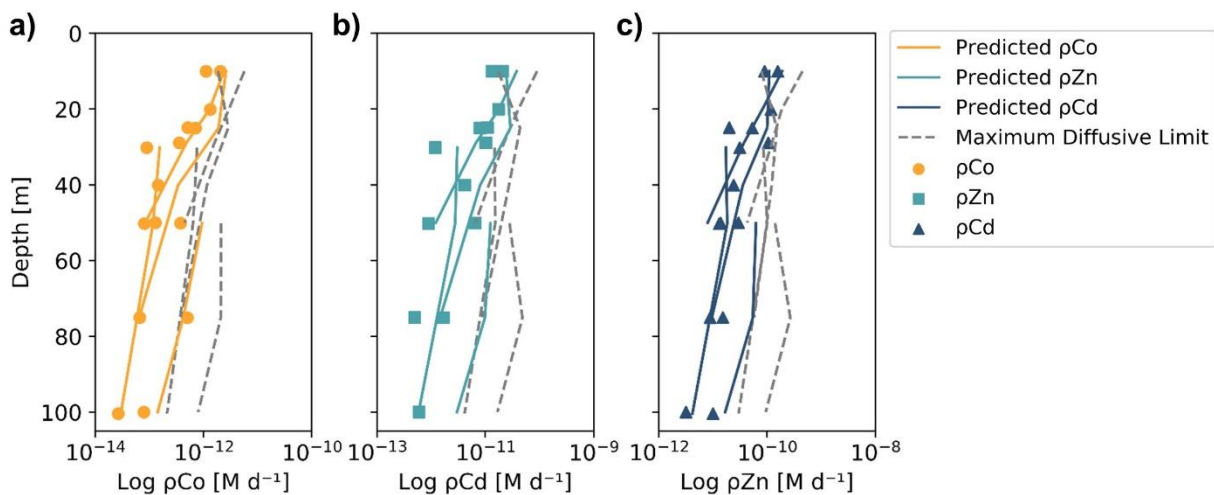 a)
b)
c)
0
20
40
60
80
100
Depth [m]
10⁻¹⁴
10⁻¹²
10⁻¹⁰
Log ρCo [M d⁻¹]
10⁻¹³
10⁻¹¹
10⁻⁹
Log ρCd [M d⁻¹]
10⁻¹²
10⁻¹⁰
10⁻⁸
Log ρZn [M d⁻¹]
Predicted ρCo
Predicted ρZn
Predicted ρCd
Maximum Diffusive Limit
ρCo
ρZn
ρCd